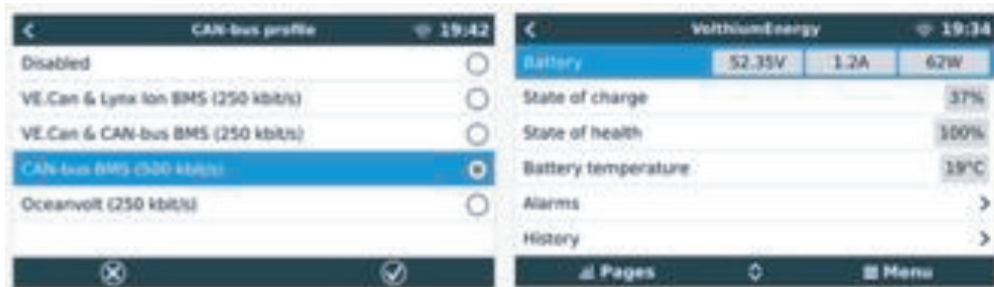 CAN-bus profile 19:42
Disabled
VE.Can & Lynx Ion BMS (250 kbit/s)
VE.Can & CAN-bus BMS (250 kbit/s)
CAN-bus BMS (500 kbit/s)
Oceanvolt (250 kbit/s)
VolthiumEnergy 19:34
Battery 52.35V 1.2A 62W
State of charge 37%
State of health 100%
Battery temperature 19°C
Alarms
History
Pages Menu